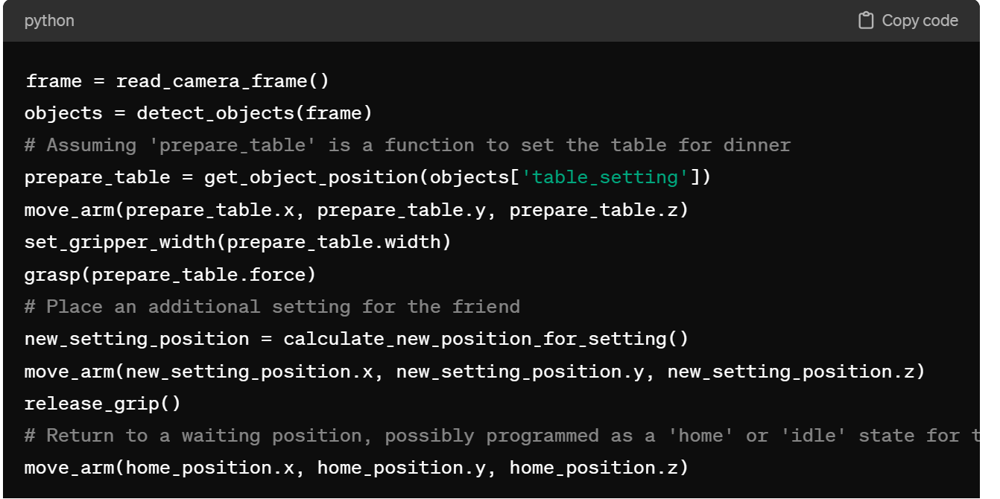 python
Copy code
frame = read_camera_frame()
objects = detect_objects(frame)
# Assuming 'prepare_table' is a function to set the table for dinner
prepare_table = get_object_position(objects['table_setting'])
move_arm(prepare_table.x, prepare_table.y, prepare_table.z)
set_gripper_width(prepare_table.width)
grasp(prepare_table.force)
# Place an additional setting for the friend
new_setting_position = calculate_new_position_for_setting()
move_arm(new_setting_position.x, new_setting_position.y, new_setting_position.z)
release_grip()
# Return to a waiting position, possibly programmed as a 'home' or 'idle' state for
move_arm(home_position.x, home_position.y, home_position.z)